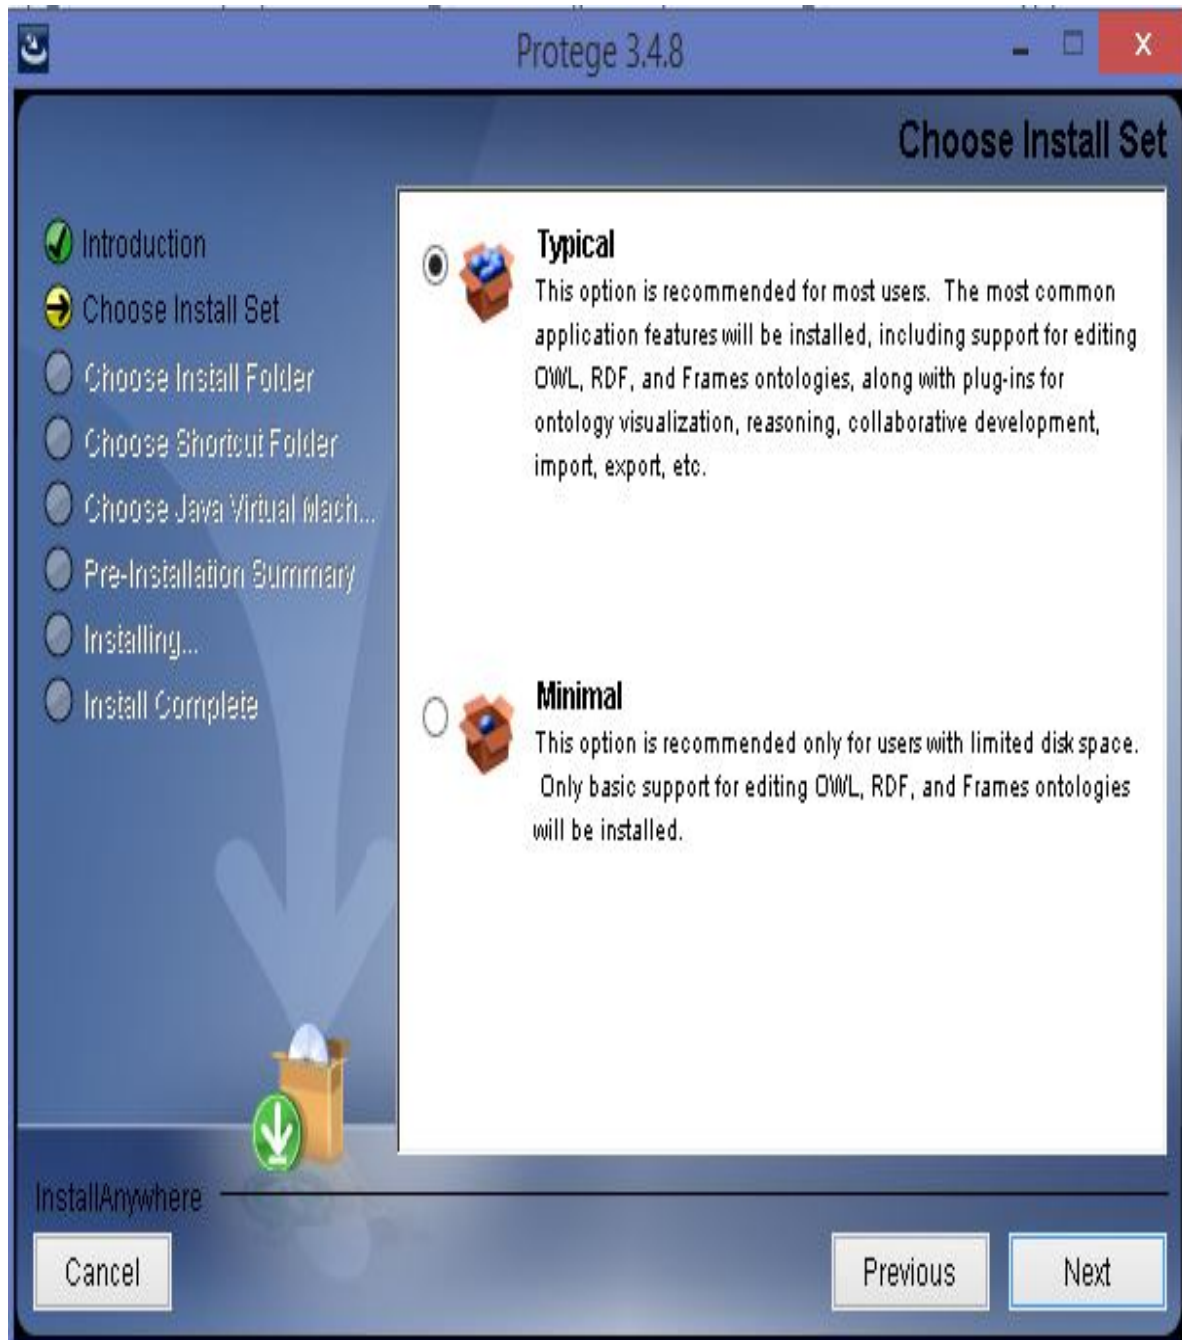 Protege 3.4.8
Choose Install Set
Introduction
Choose Install Set
Choose Install Folder
Choose Shortcut Folder
Choose Java Virtual Mach...
Pre-Installation Summary
Installing...
Install Complete
Typical
This option is recommended for most users. The most common
application features will be installed, including support for editing
OWL, RDF, and Frames ontologies, along with plug-ins for
ontology visualization, reasoning, collaborative development,
import, export, etc.
Minimal
This option is recommended only for users with limited disk space.
Only basic support for editing OWL, RDF, and Frames ontologies
will be installed.
InstallAnywhere
Cancel
Previous
Next